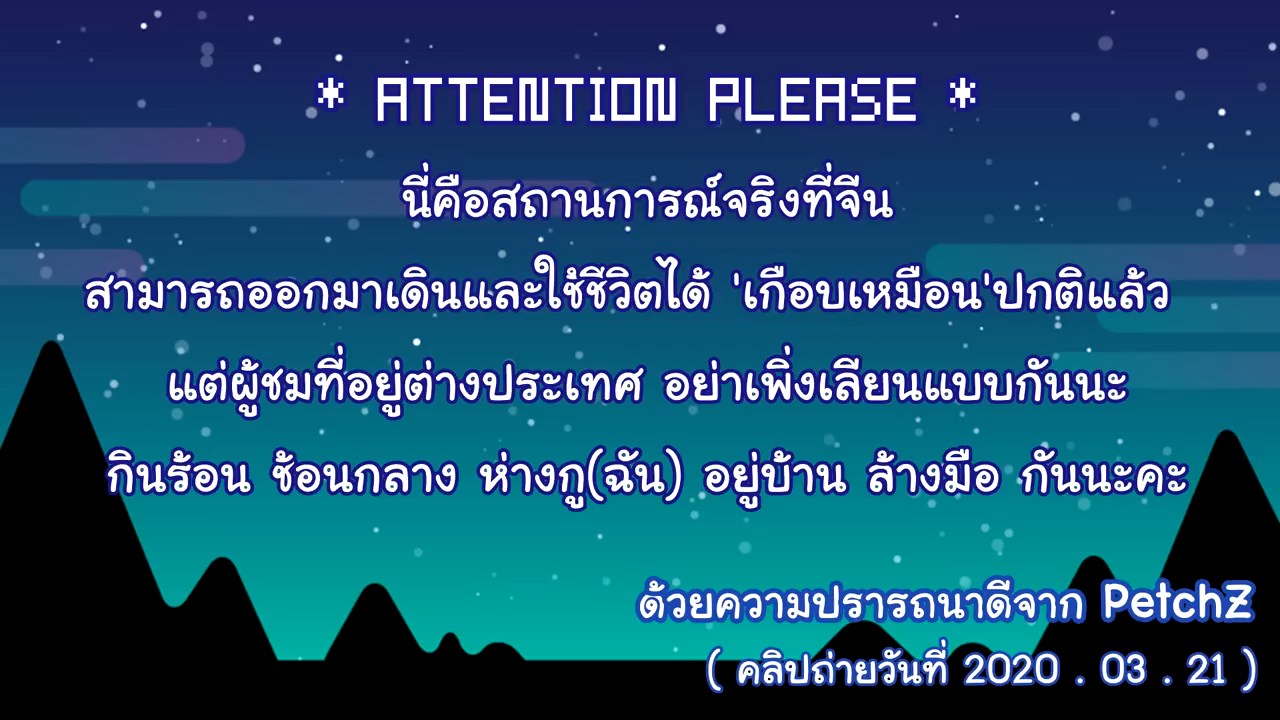 * ATTENTION PLEASE *
นี่คือสถานการณ์จริงที่จีน
สามารถออกมาเดินและใช้ชีวิตได้ 'เกือบเหมือน'ปกติแล้ว
แต่ผู้ชมที่อยู่ต่างประเทศ อย่าเพิ่งเลียนแบบกันนะ
กินร้อน ช้อนกลาง ห่างกู(ฉัน) อยู่บ้าน ล้างมือ กันนะคะ
ด้วยความปรารถนาดีจาก PetchZ
( คลิปถ่ายวันที่ 2020 . 03 . 21 )